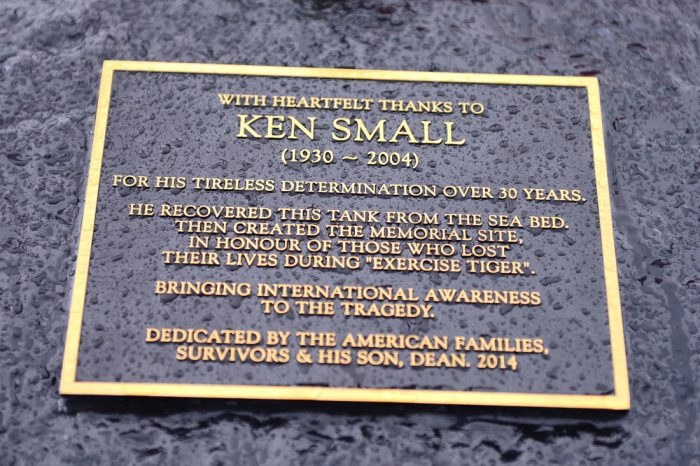 WITH HEARTFELT THANKS TO
KEN SMALL
(1930 ~ 2004)
FOR HIS TIRELESS DETERMINATION OVER 30 YEARS.
HE RECOVERED THIS TANK FROM THE SEA BED.
THEN CREATED THE MEMORIAL SITE,
IN HONOUR OF THOSE WHO LOST
THEIR LIVES DURING "EXERCISE TIGER".
BRINGING INTERNATIONAL AWARENESS
TO THE TRAGEDY.
DEDICATED BY THE AMERICAN FAMILIES,
SURVIVORS & HIS SON, DEAN. 2014